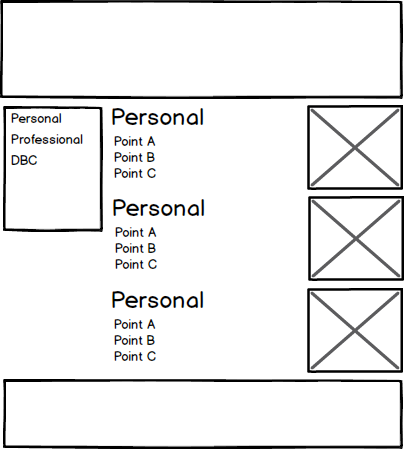 Personal
Professional
DBC
Personal
Point A
Point B
Point C
Personal
Point A
Point B
Point C
Personal
Point A
Point B
Point C